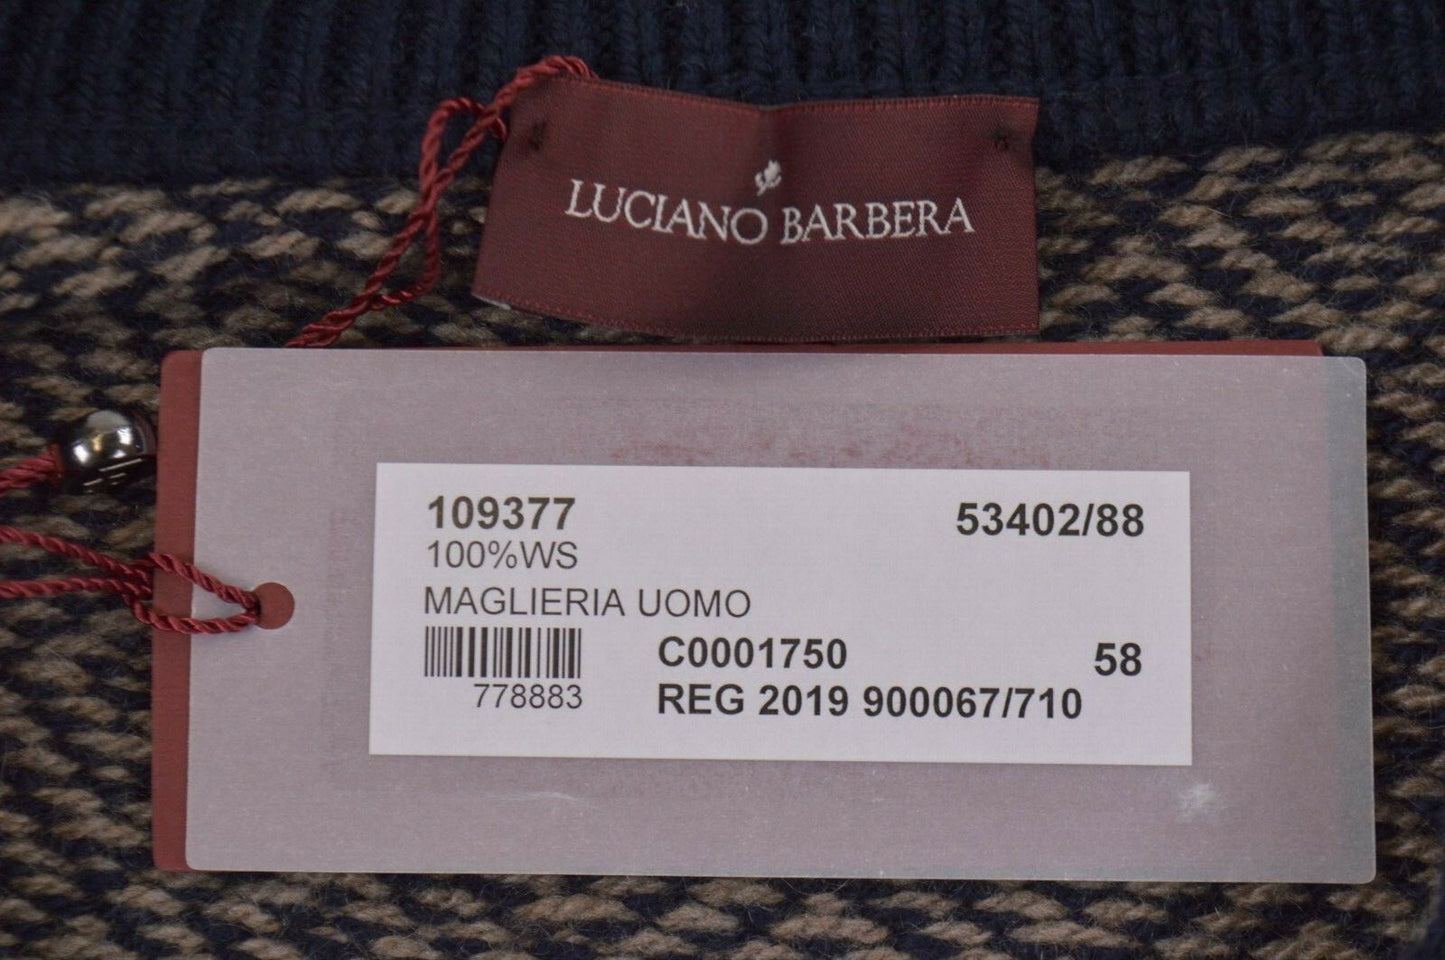 LUCIANO BARBERA
109377 53402/88
100%WS
MAGLIERIA UOMO
C0001750 58
778883 REG 2019 900067/710